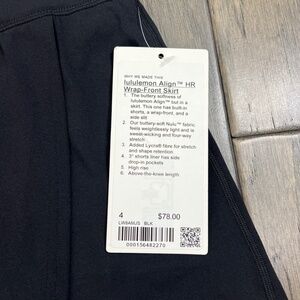 WHY WE MADE THIS
lululemon Align™ HR
Wrap-Front Skirt
1. The buttery softness of
lululemon Align™ but in a
skirt. This one has built-in
shorts, a wrap-front, and a
side slit
2. Our buttery-soft Nulu™ fabric
feels weightlessly light and is
sweat-wicking and four-way
stretch
3. Added Lycra® fibre for stretch
and shape retention
4. 3" shorts liner has side
drop-in pockets
5. High rise
6. Above-the-knee length
4 $78.00
LW8AMJS BLK
000156482270